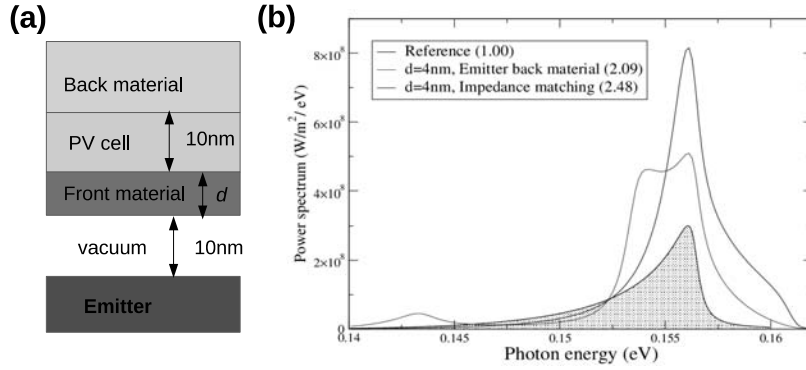 (a)
Back material
PV cell
10nm
Front material
d
vacuum
10nm
Emitter
(b)
Reference (1.00)
d=4nm, Emitter back material (2.09)
d=4nm, Impedance matching (2.48)
Power spectrum (W/m²/ eV)
8×10⁸
6×10⁸
4×10⁸
2×10⁸
0
0.14
0.145
0.15
0.155
0.16
Photon energy (eV)